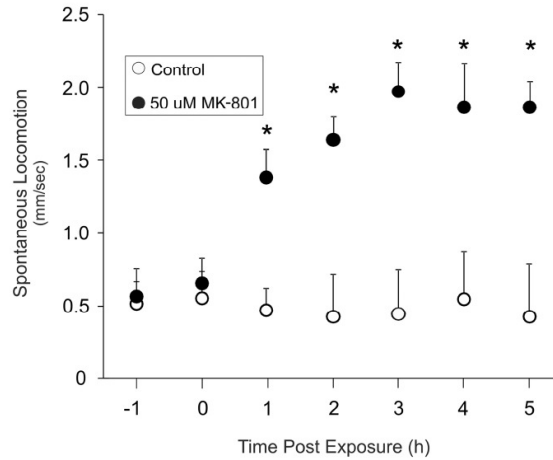 2.5
2.0
1.5
1.0
0.5
0
Spontaneous Locomotion
(mm/sec)
Control
50 uM MK-801
*
*
*
*
*
-1 0 1 2 3 4 5
Time Post Exposure (h)